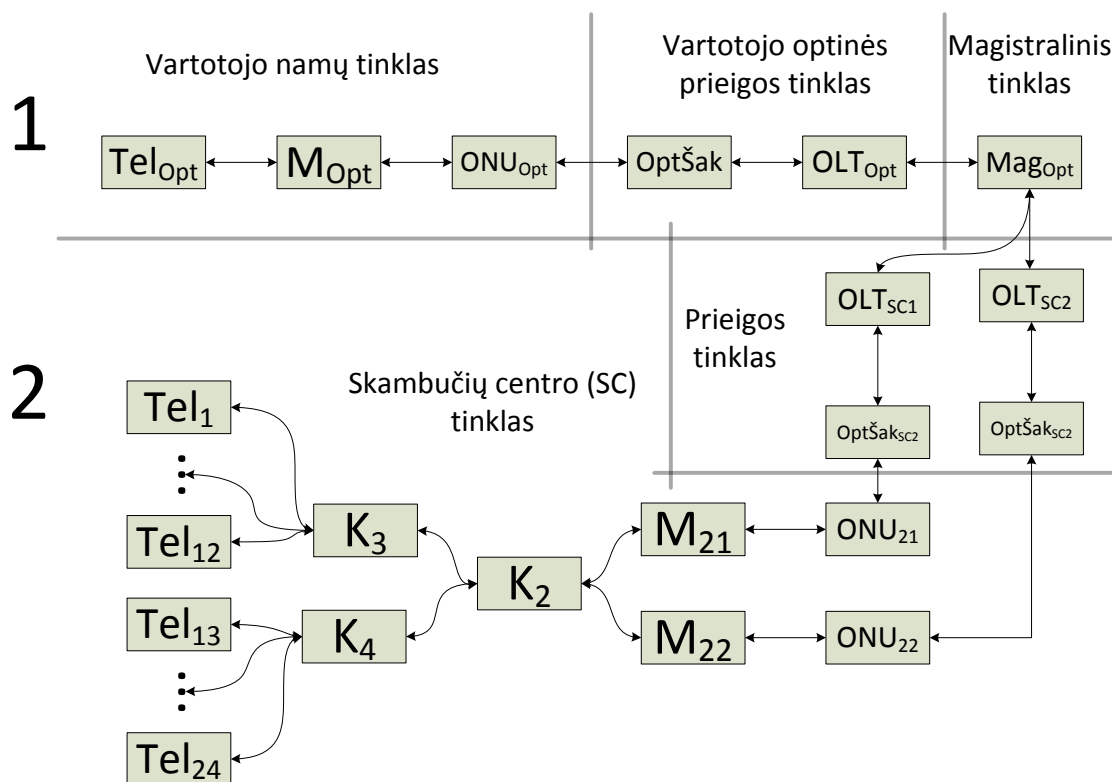 Vartotojo namų tinklas
Vartotojo optinės
prieigos tinklas
Magistralinis
tinklas
1
TelOpt
MOpt
ONUOpt
OptŠak
OLTOpt
MagOpt
OLTSC1
OLTSC2
Prieigos
tinklas
2
Skambučių centro (SC)
tinklas
OptŠakSC2
OptŠakSC2
Tel1
Tel12
K3
K2
M21
ONU21
Tel13
K4
M22
ONU22
Tel24